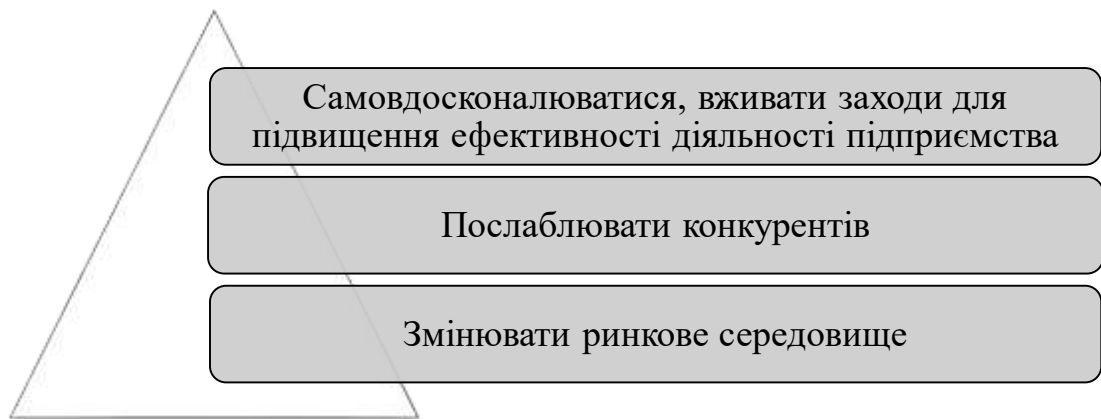 Самовдосконалюватися, вживати заходи для
підвищення ефективності діяльності підприємства
Послаблювати конкурентів
Змінювати ринкове середовище